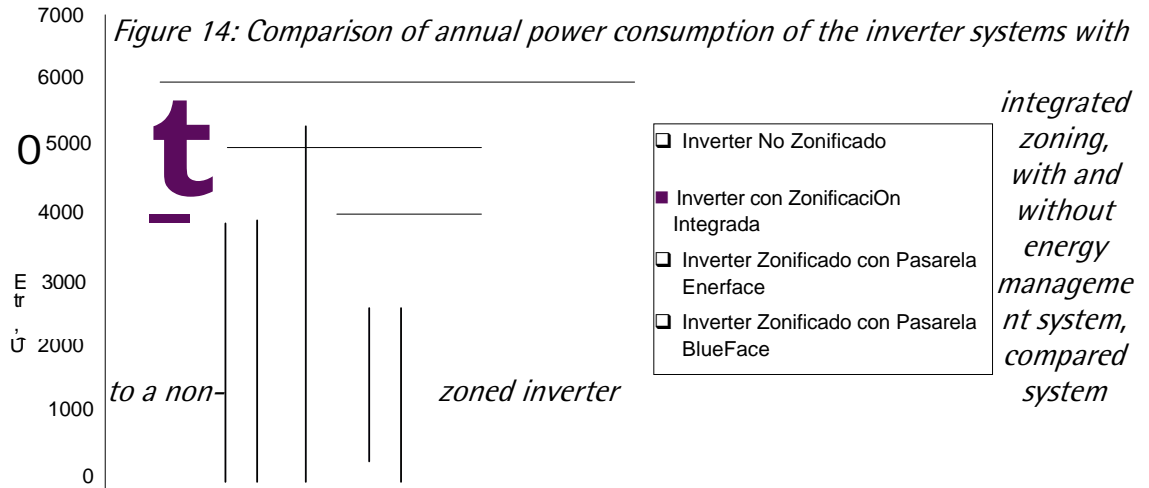 Figure 14: Comparison of annual power consumption of the inverter systems with
integrated
zoning,
with and
without
energy
manageme
nt system,
compared
system
to a non-
zoned inverter
7000
6000
5000
4000
3000
2000
1000
0
t
0
E
tr
,
Ú
Inverter No Zonificado
Inverter con ZonificaciOn
Integrada
Inverter Zonificado con Pasarela
Enerface
Inverter Zonificado con Pasarela
BlueFace